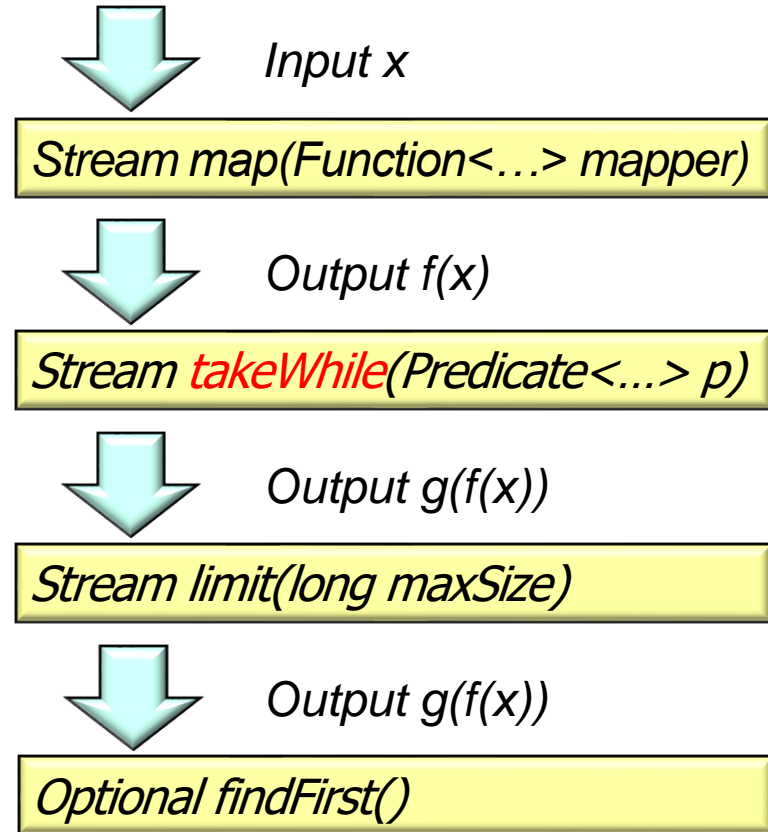 Input x
Stream map(Function<…> mapper)
Output f(x)
Stream takeWhile(Predicate<...> p)
Output g(f(x))
Stream limit(long maxSize)
Output g(f(x))
Optional findFirst()